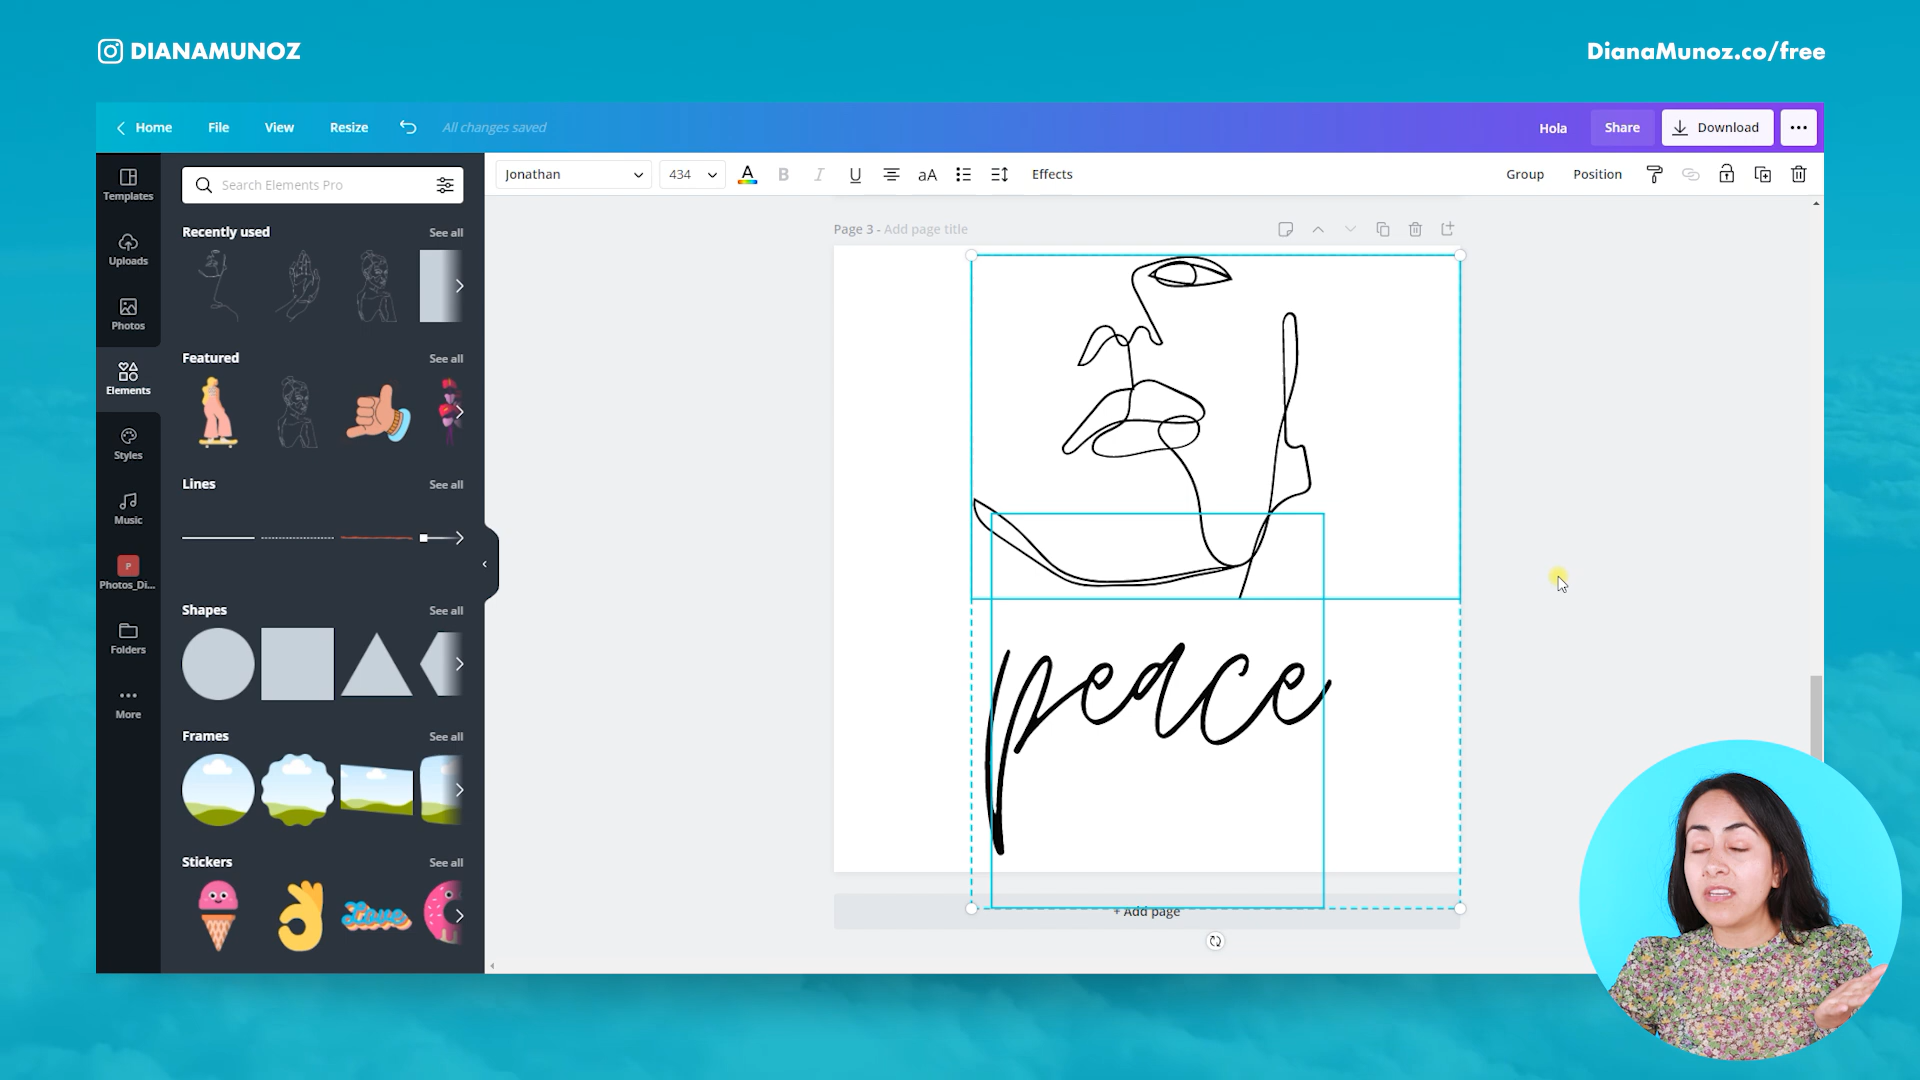 DIANAMUNOZ
DianaMunoz.co/free
Home File View Resize All changes saved Hola Share Download
Templates
Uploads
Photos
Elements
Styles
Music
P
Photos_Di...
Folders
More
Search Elements Pro
Recently used See all
Featured See all
Lines See all
Shapes See all
Frames See all
Stickers See all
Love
Jonathan 434 A B I U aA Effects Group Position
Page 3 - Add page title
peace
+ Add page